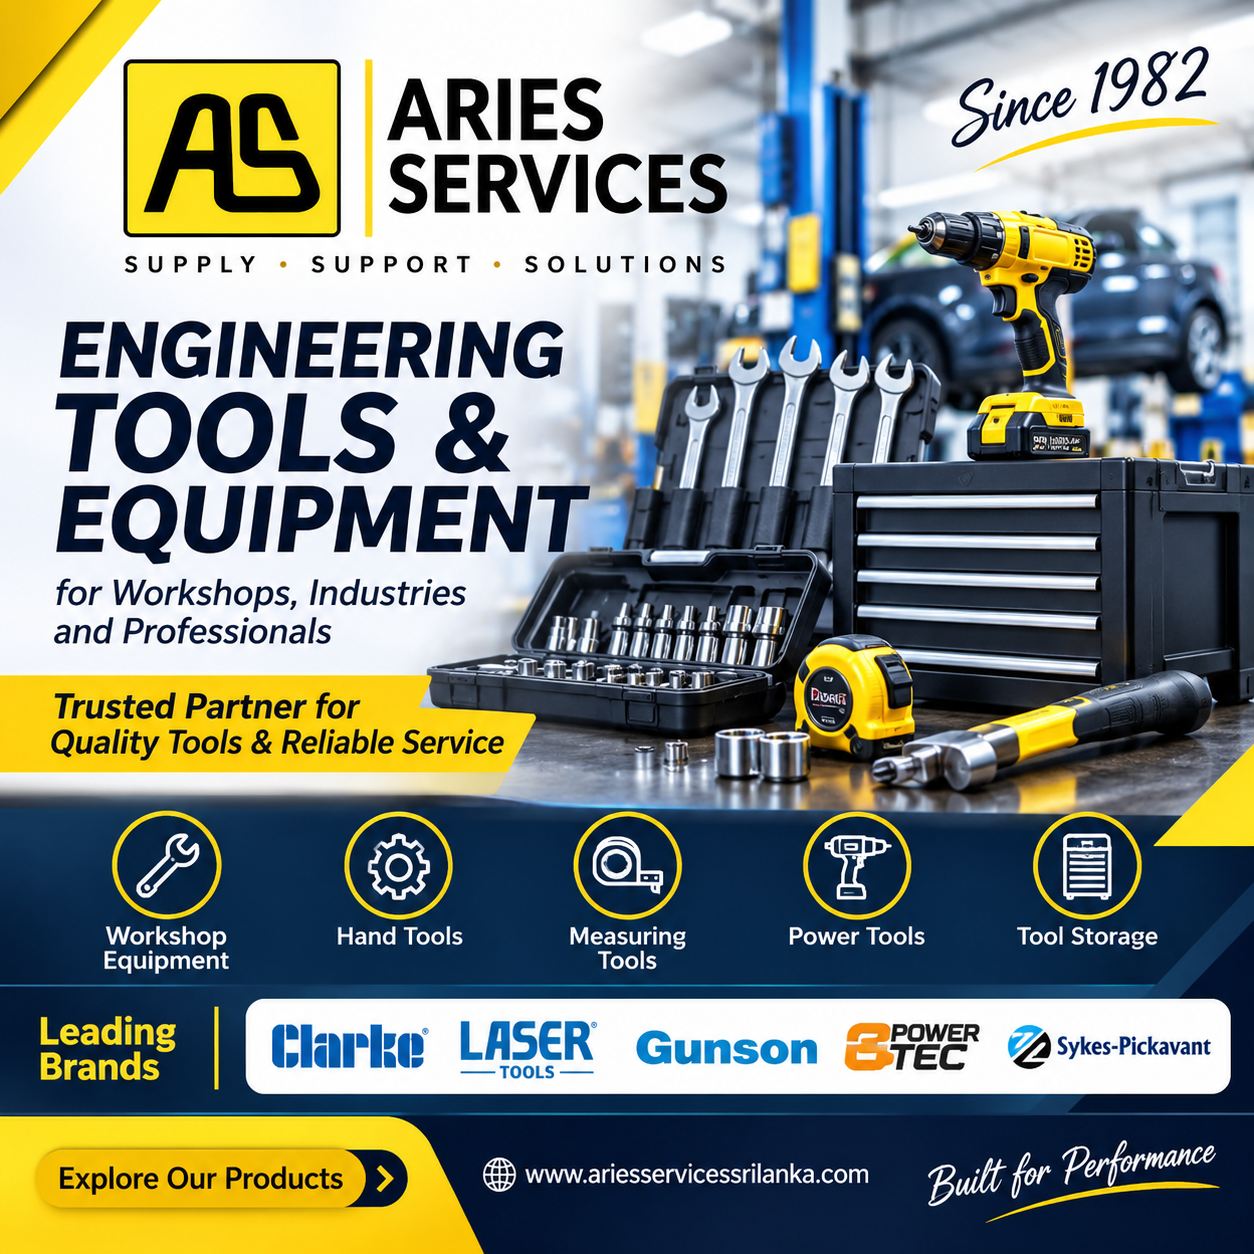 AS
ARIES
SERVICES
SUPPLY • SUPPORT • SOLUTIONS
Since 1982
ENGINEERING
TOOLS &
EQUIPMENT
for Workshops, Industries
and Professionals
Trusted Partner for
Quality Tools & Reliable Service
Workshop
Equipment
Hand Tools
Measuring
Tools
Power Tools
Tool Storage
Leading
Brands
Clarke®
LASER®
TOOLS
Gunson
POWER
TEC
Sykes-Pickavant
Explore Our Products
www.ariesservicessrilanka.com
Built for Performance